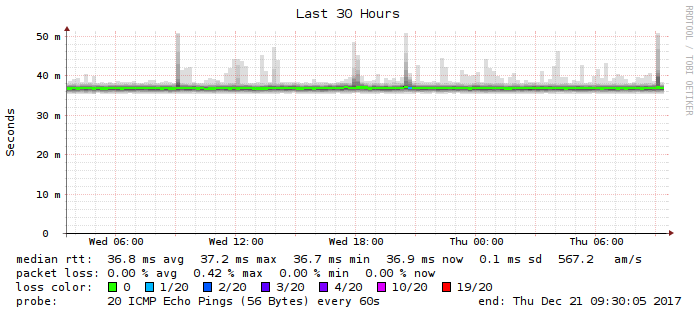 Last 30 Hours
RRDTOOL / TOBI OETIKER
Seconds
50 m
40 m
30 m
20 m
10 m
0
Wed 06:00 Wed 12:00 Wed 18:00 Thu 00:00 Thu 06:00
median rtt: 36.8 ms avg 37.2 ms max 36.7 ms min 36.9 ms now 0.1 ms sd 567.2 am/s
packet loss: 0.00 % avg 0.42 % max 0.00 % min 0.00 % now
loss color: 0 1/20 2/20 3/20 4/20 10/20 19/20
probe: 20 ICMP Echo Pings (56 Bytes) every 60s end: Thu Dec 21 09:30:05 2017